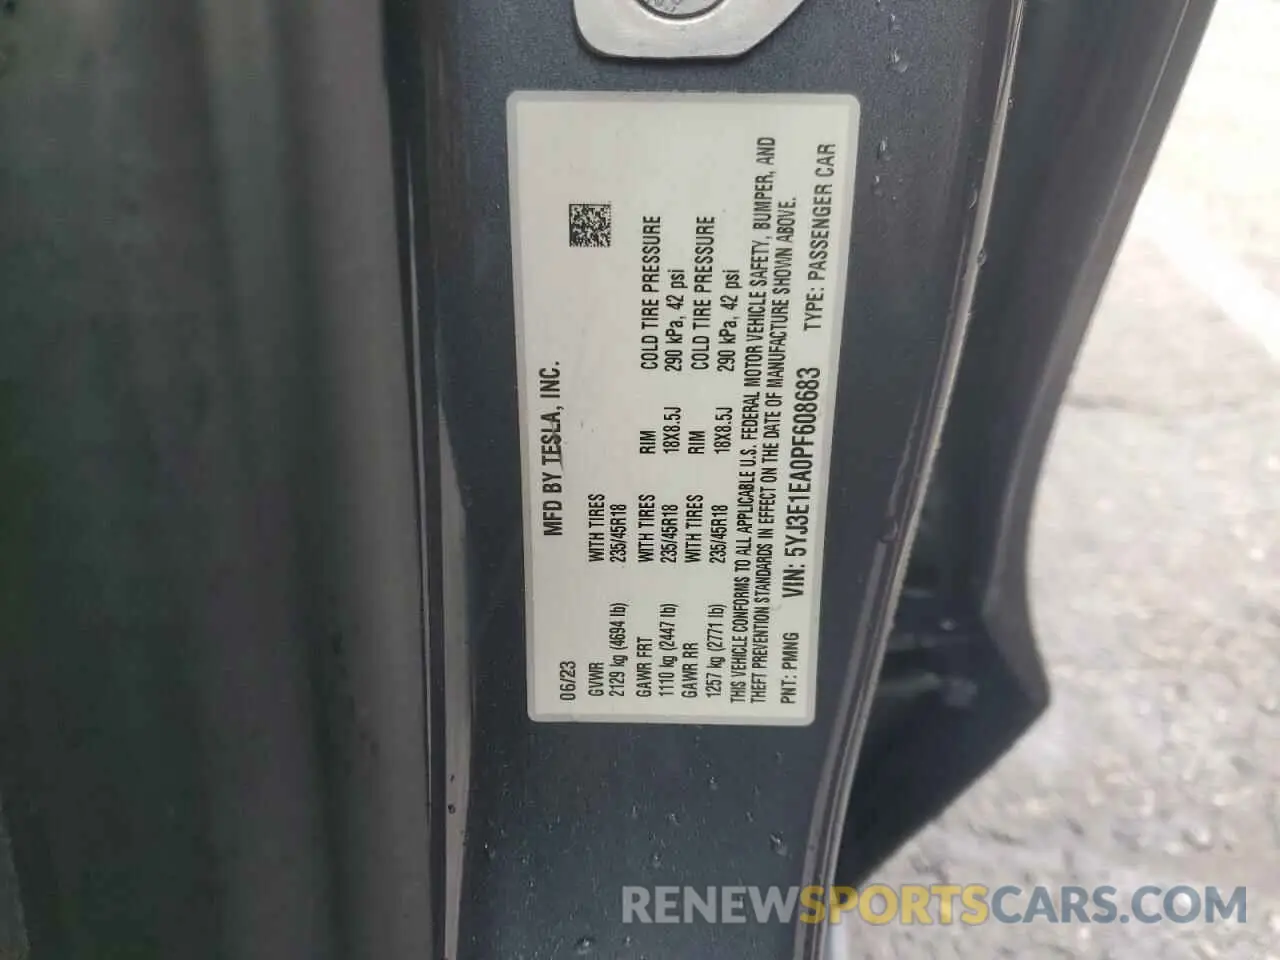 MFD BY TESLA, INC.
06/23
GVWR WITH TIRES
2129 kg (4694 lb) 235/45R18
GAWR FRT WITH TIRES RIM COLD TIRE PRESSURE
1110 kg (2447 lb) 235/45R18 18X8.5J 290 kPa, 42 psi
GAWR RR WITH TIRES RIM COLD TIRE PRESSURE
1257 kg (2771 lb) 235/45R18 18X8.5J 290 kPa, 42 psi
THIS VEHICLE CONFORMS TO ALL APPLICABLE U.S. FEDERAL MOTOR VEHICLE SAFETY, BUMPER, AND
THEFT PREVENTION STANDARDS IN EFFECT ON THE DATE OF MANUFACTURE SHOWN ABOVE.
PNT: PMNG VIN: 5YJ3E1EA0PF608683 TYPE: PASSENGER CAR
RENEWSPORTSCARS.COM